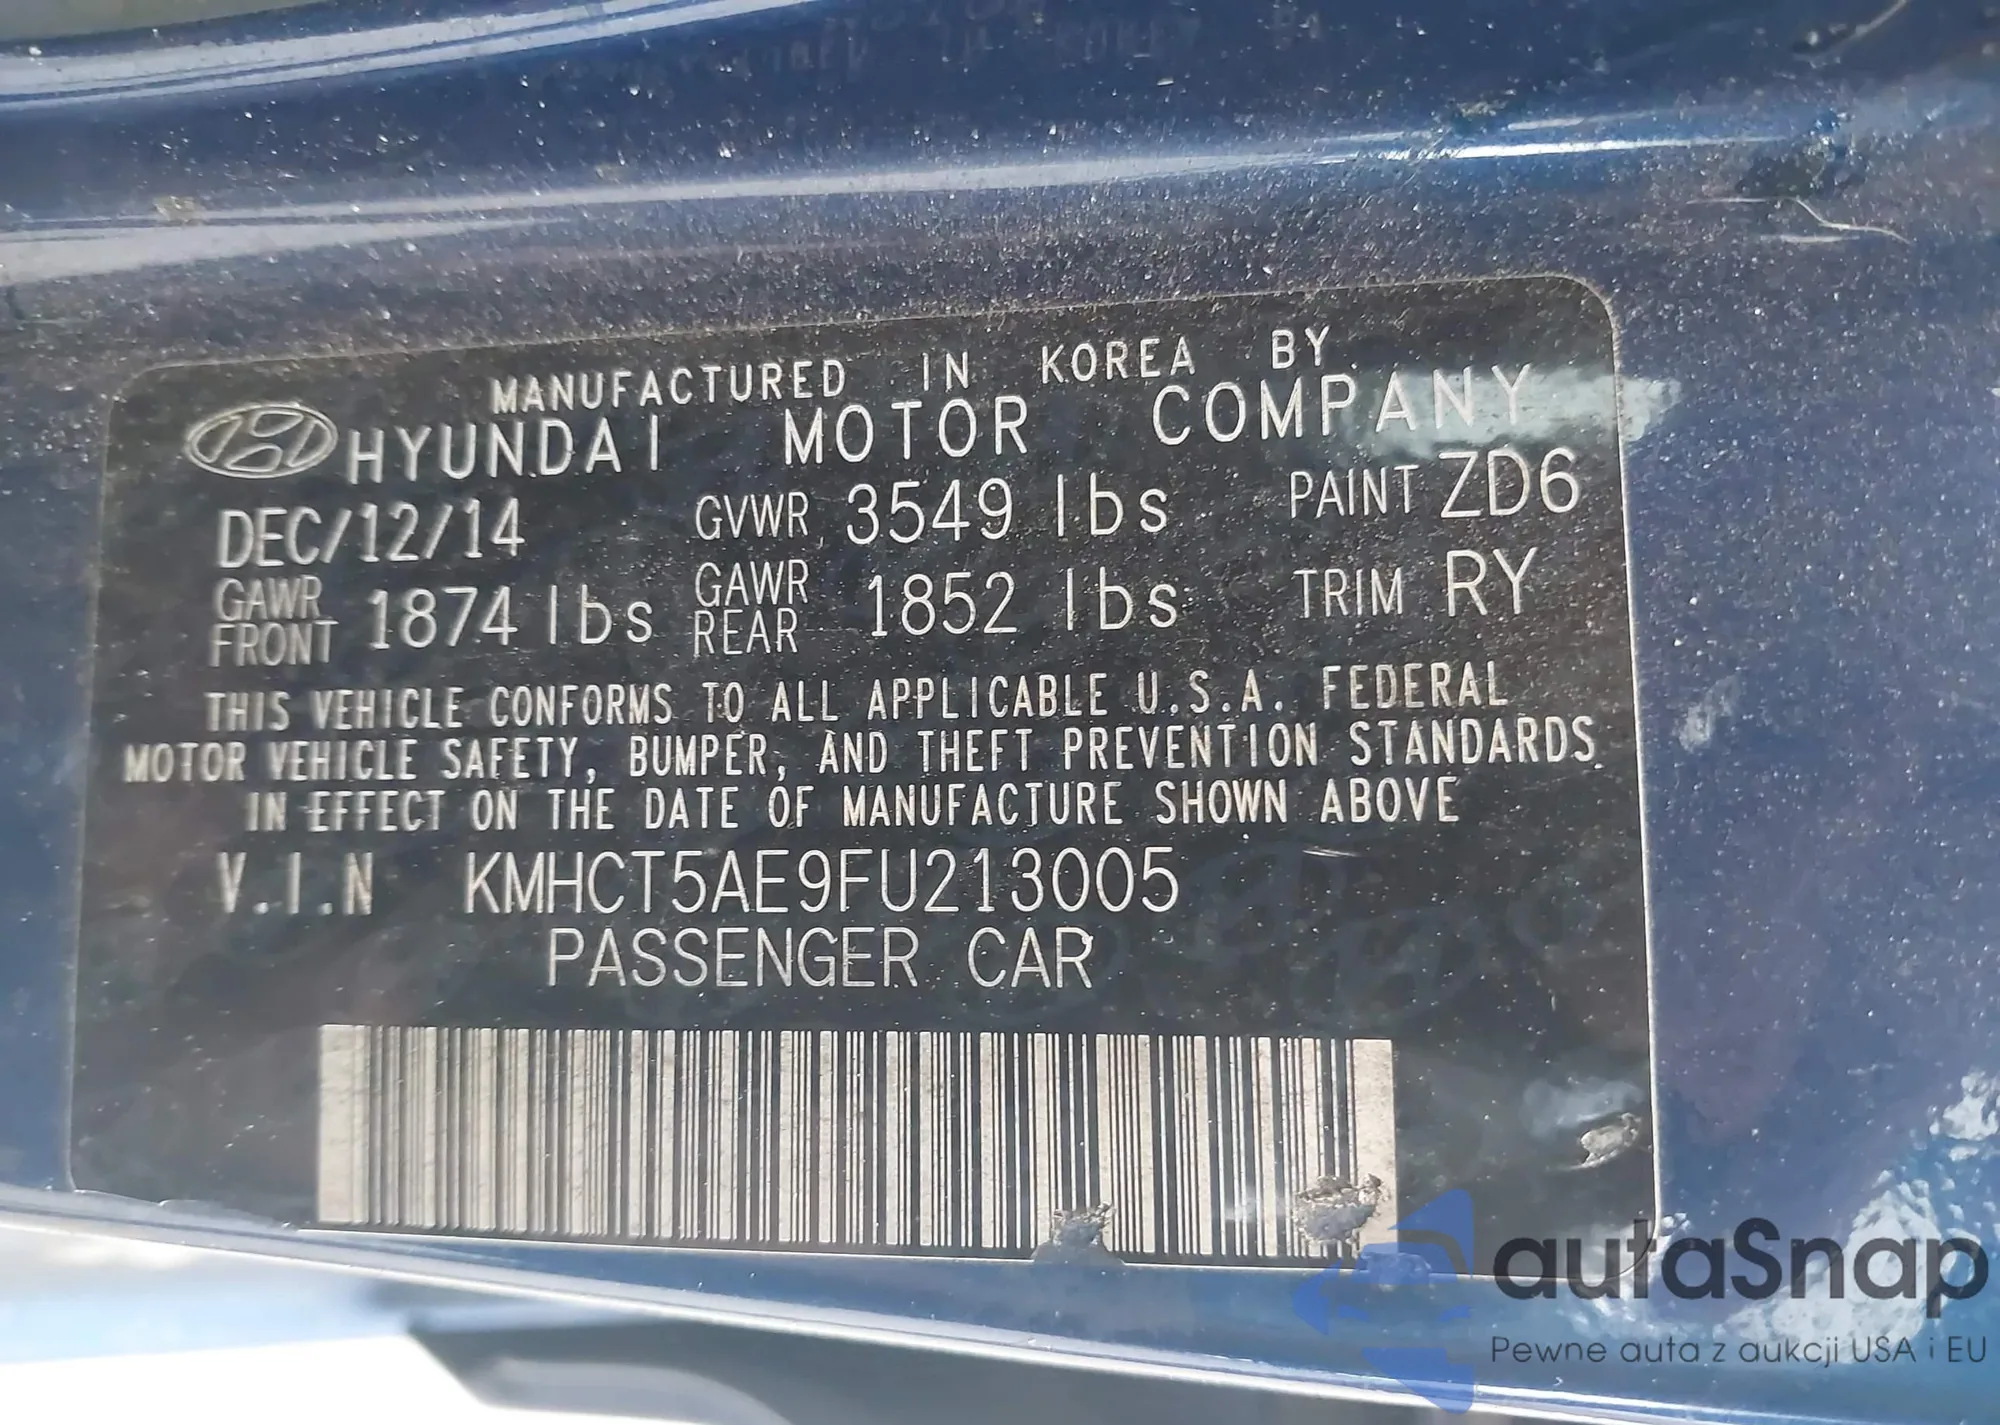 MANUFACTURED IN KOREA BY
HYUNDAI MOTOR COMPANY
DEC/12/14 GVWR 3549 lbs PAINT ZD6
GAWR FRONT 1874 lbs GAWR REAR 1852 lbs TRIM RY
THIS VEHICLE CONFORMS TO ALL APPLICABLE U.S.A. FEDERAL
MOTOR VEHICLE SAFETY, BUMPER, AND THEFT PREVENTION STANDARDS
IN EFFECT ON THE DATE OF MANUFACTURE SHOWN ABOVE
V.I.N KMHCT5AE9FU213005
PASSENGER CAR
autaSnap
Pewne auta z aukcji USA i EU